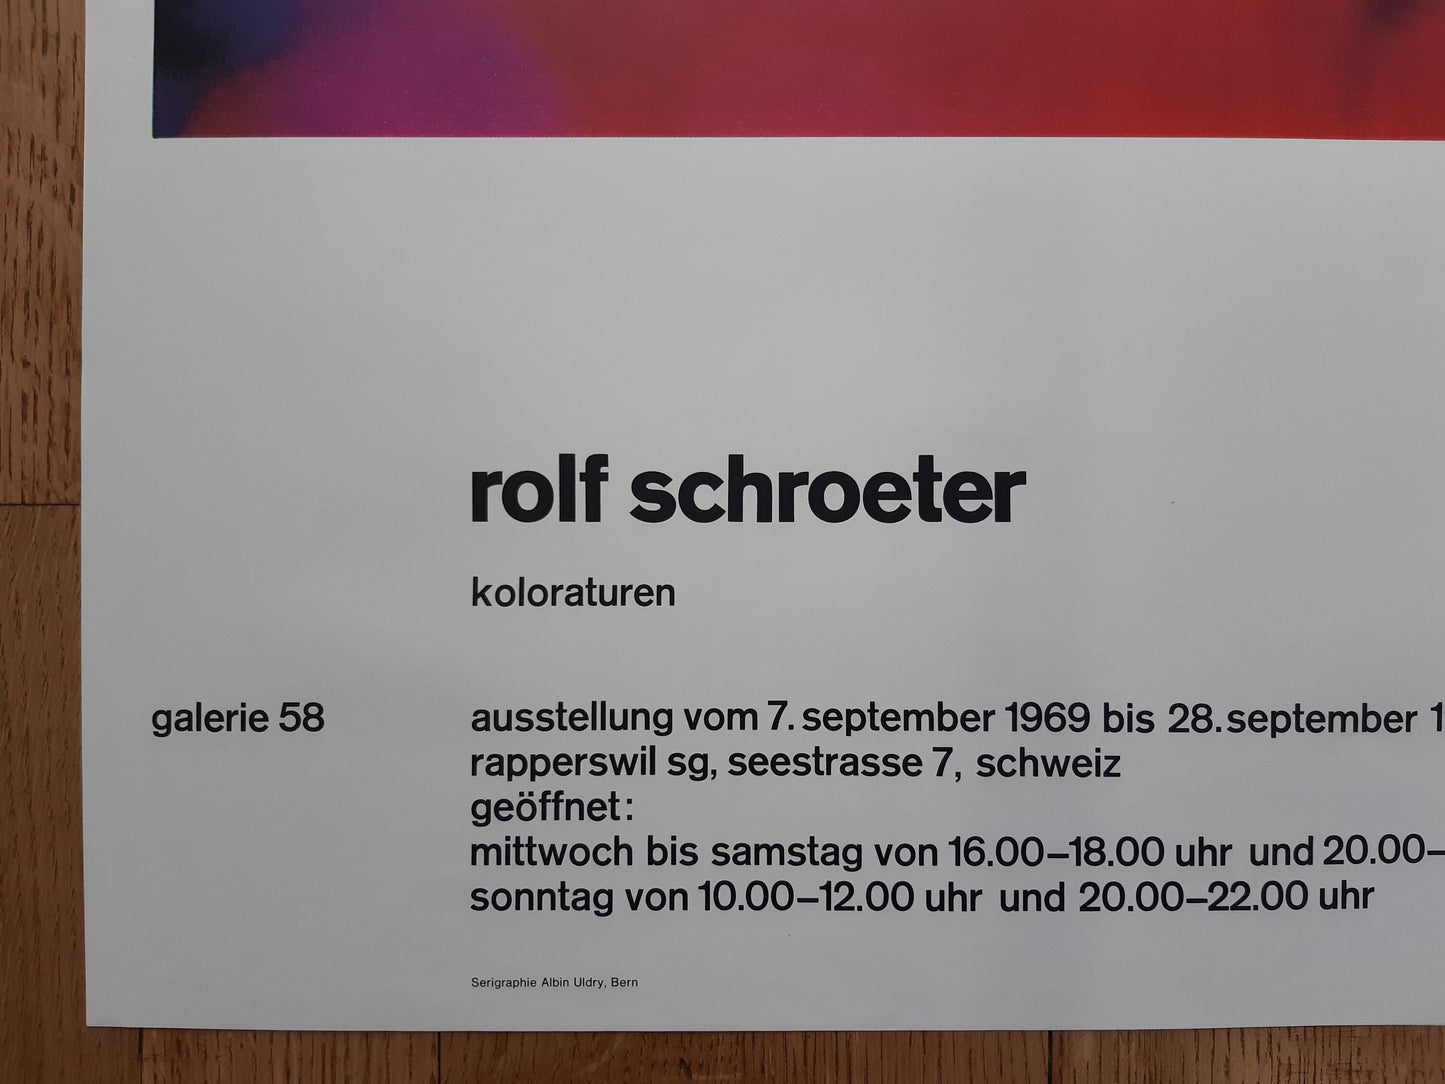 rolf schroeter
koloraturen
galerie 58
ausstellung vom 7. september 1969 bis 28. september 1
rapperswil sg, seestrasse 7, schweiz
geöffnet:
mittwoch bis samstag von 16.00–18.00 uhr und 20.00–
sonntag von 10.00–12.00 uhr und 20.00–22.00 uhr
Serigraphie Albin Uldry, Bern